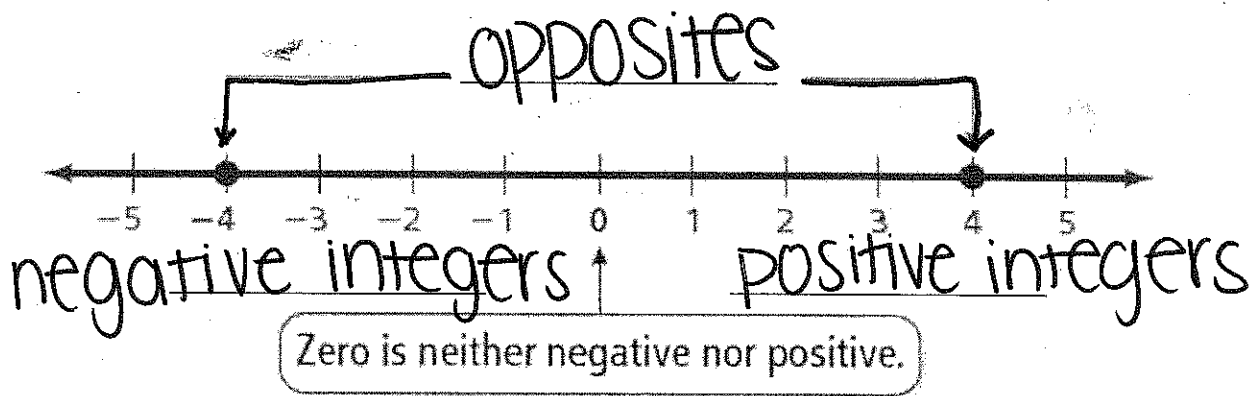 opposites
−5 −4 −3 −2 −1 0 1 2 3 4 5
negative integers positive integers
Zero is neither negative nor positive.